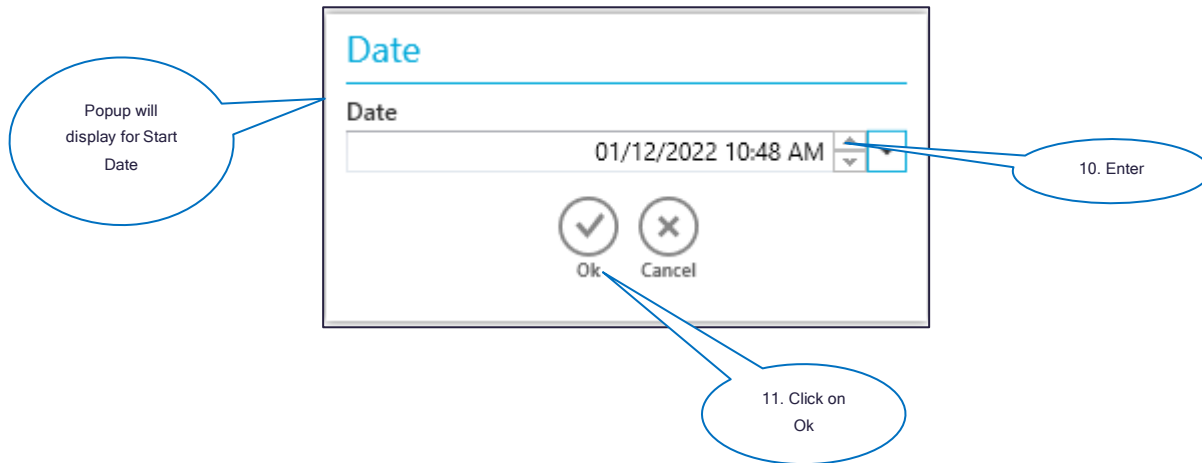 Date
Popup will
display for Start
Date
Date
01/12/2022 10:48 AM
10. Enter
Ok
Cancel
11. Click on
Ok